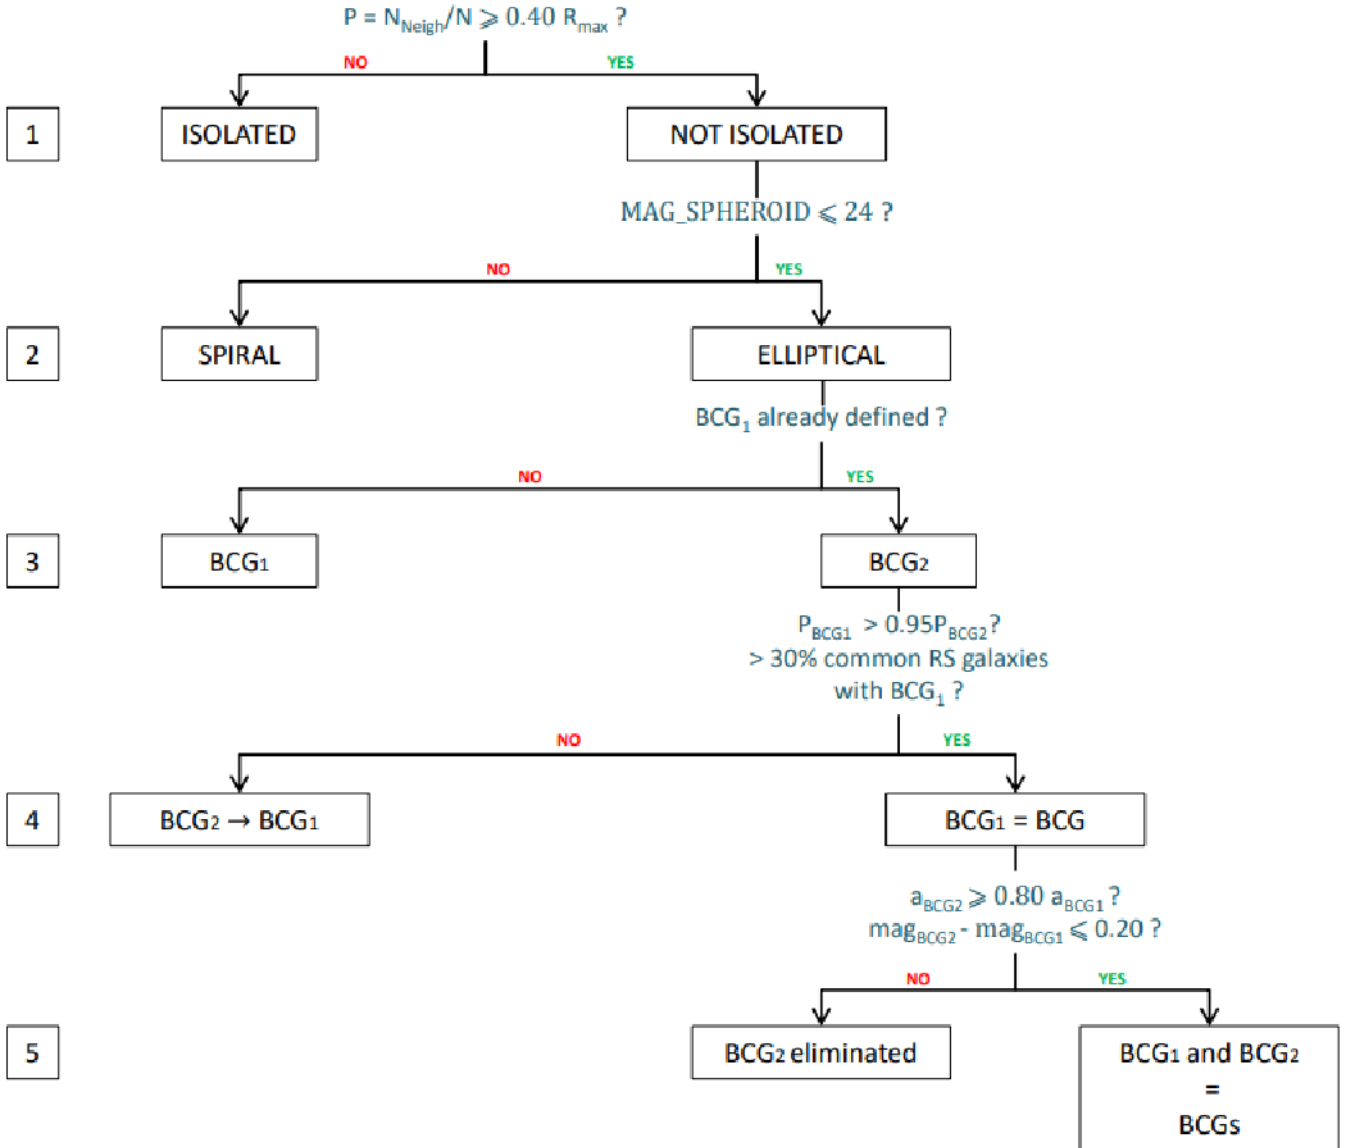 P = N_Neigh/N ⩾ 0.40 R_max ?
NO YES
1 ISOLATED NOT ISOLATED
MAG_SPHEROID ⩽ 24 ?
NO YES
2 SPIRAL ELLIPTICAL
BCG₁ already defined ?
NO YES
3 BCG₁ BCG₂
P_BCG1 > 0.95P_BCG2?
> 30% common RS galaxies
with BCG₁ ?
NO YES
4 BCG₂ → BCG₁ BCG₁ = BCG
a_BCG2 ⩾ 0.80 a_BCG1 ?
mag_BCG2 - mag_BCG1 ⩽ 0.20 ?
NO YES
5 BCG₂ eliminated BCG₁ and BCG₂
=
BCGs